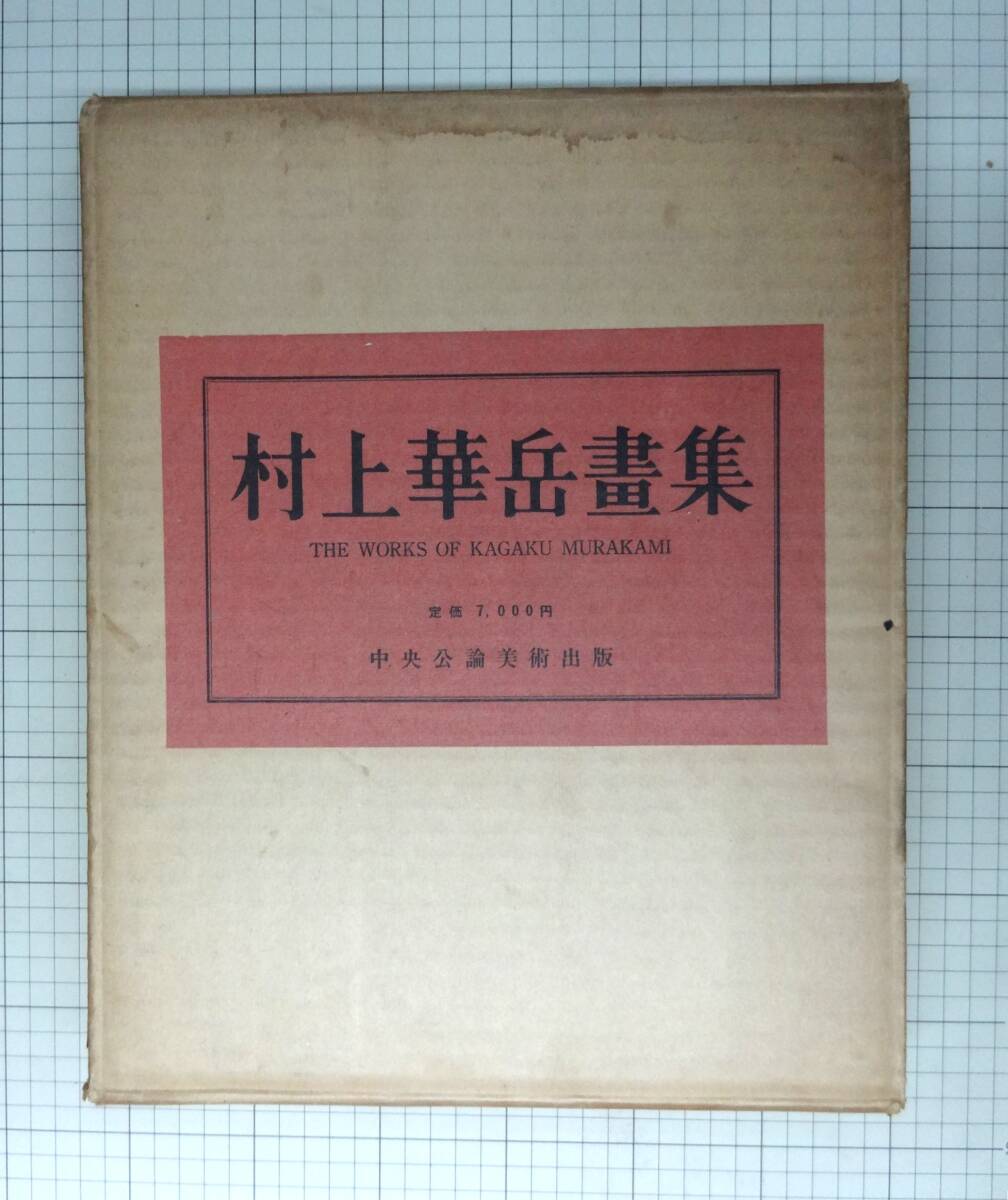 村上華岳畫集
THE WORKS OF KAGAKU MURAKAMI
定価 7,000円
中央公論美術出版